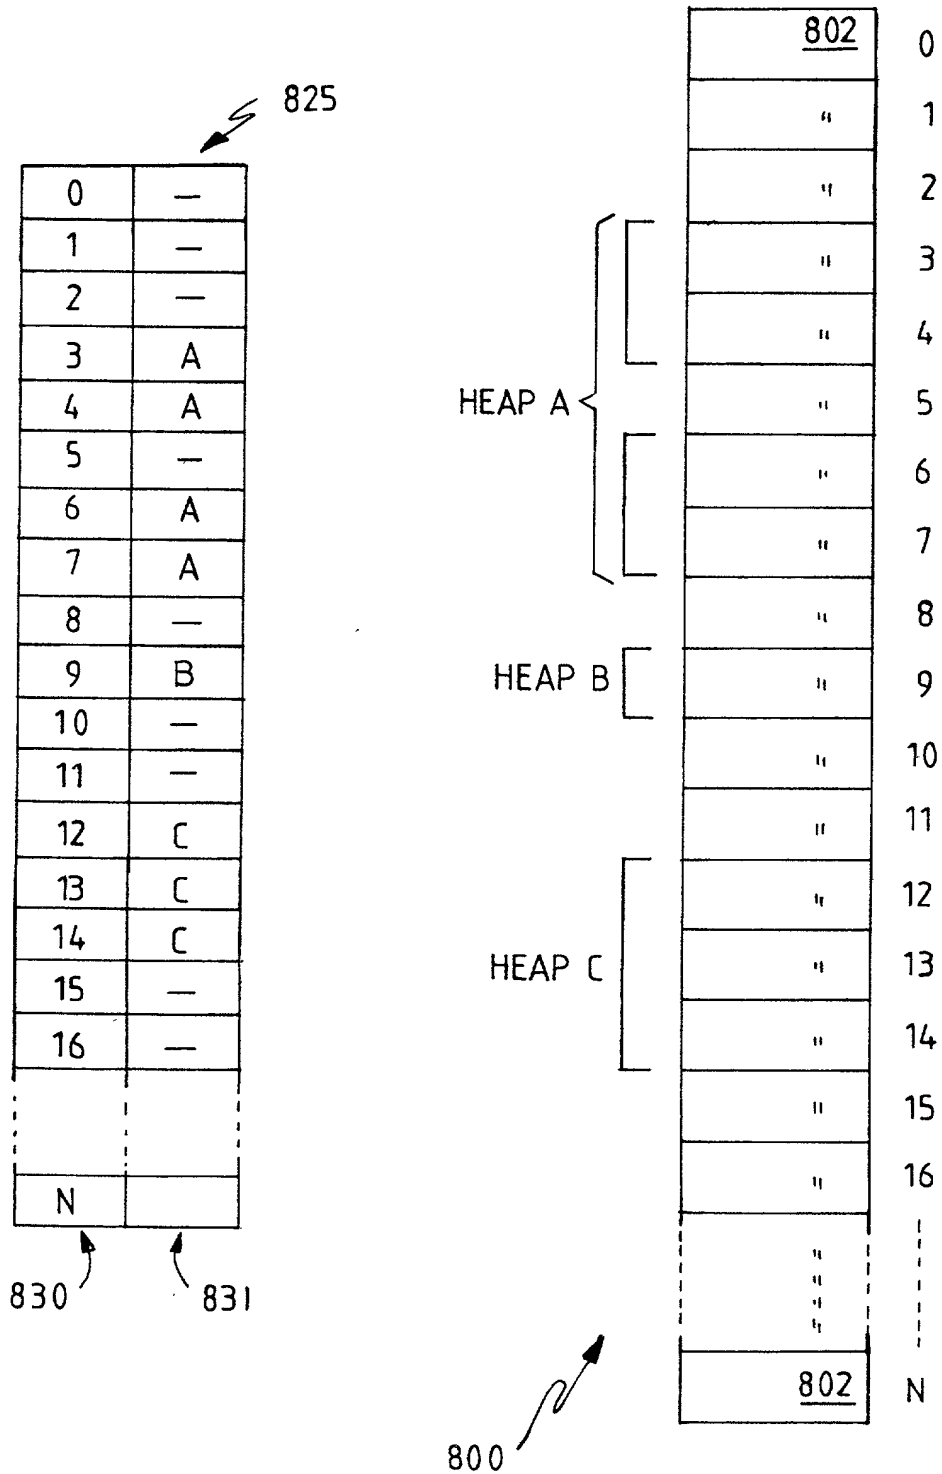 825
0 —
1 —
2 —
3 A
4 A
5 —
6 A
7 A
8 —
9 B
10 —
11 —
12 C
13 C
14 C
15 —
16 —
N
830
831
802 0
" 1
" 2
" 3
" 4
" 5
" 6
" 7
" 8
" 9
" 10
" 11
" 12
" 13
" 14
" 15
" 16
"
"
"
"
802 N
HEAP A
HEAP B
HEAP C
800